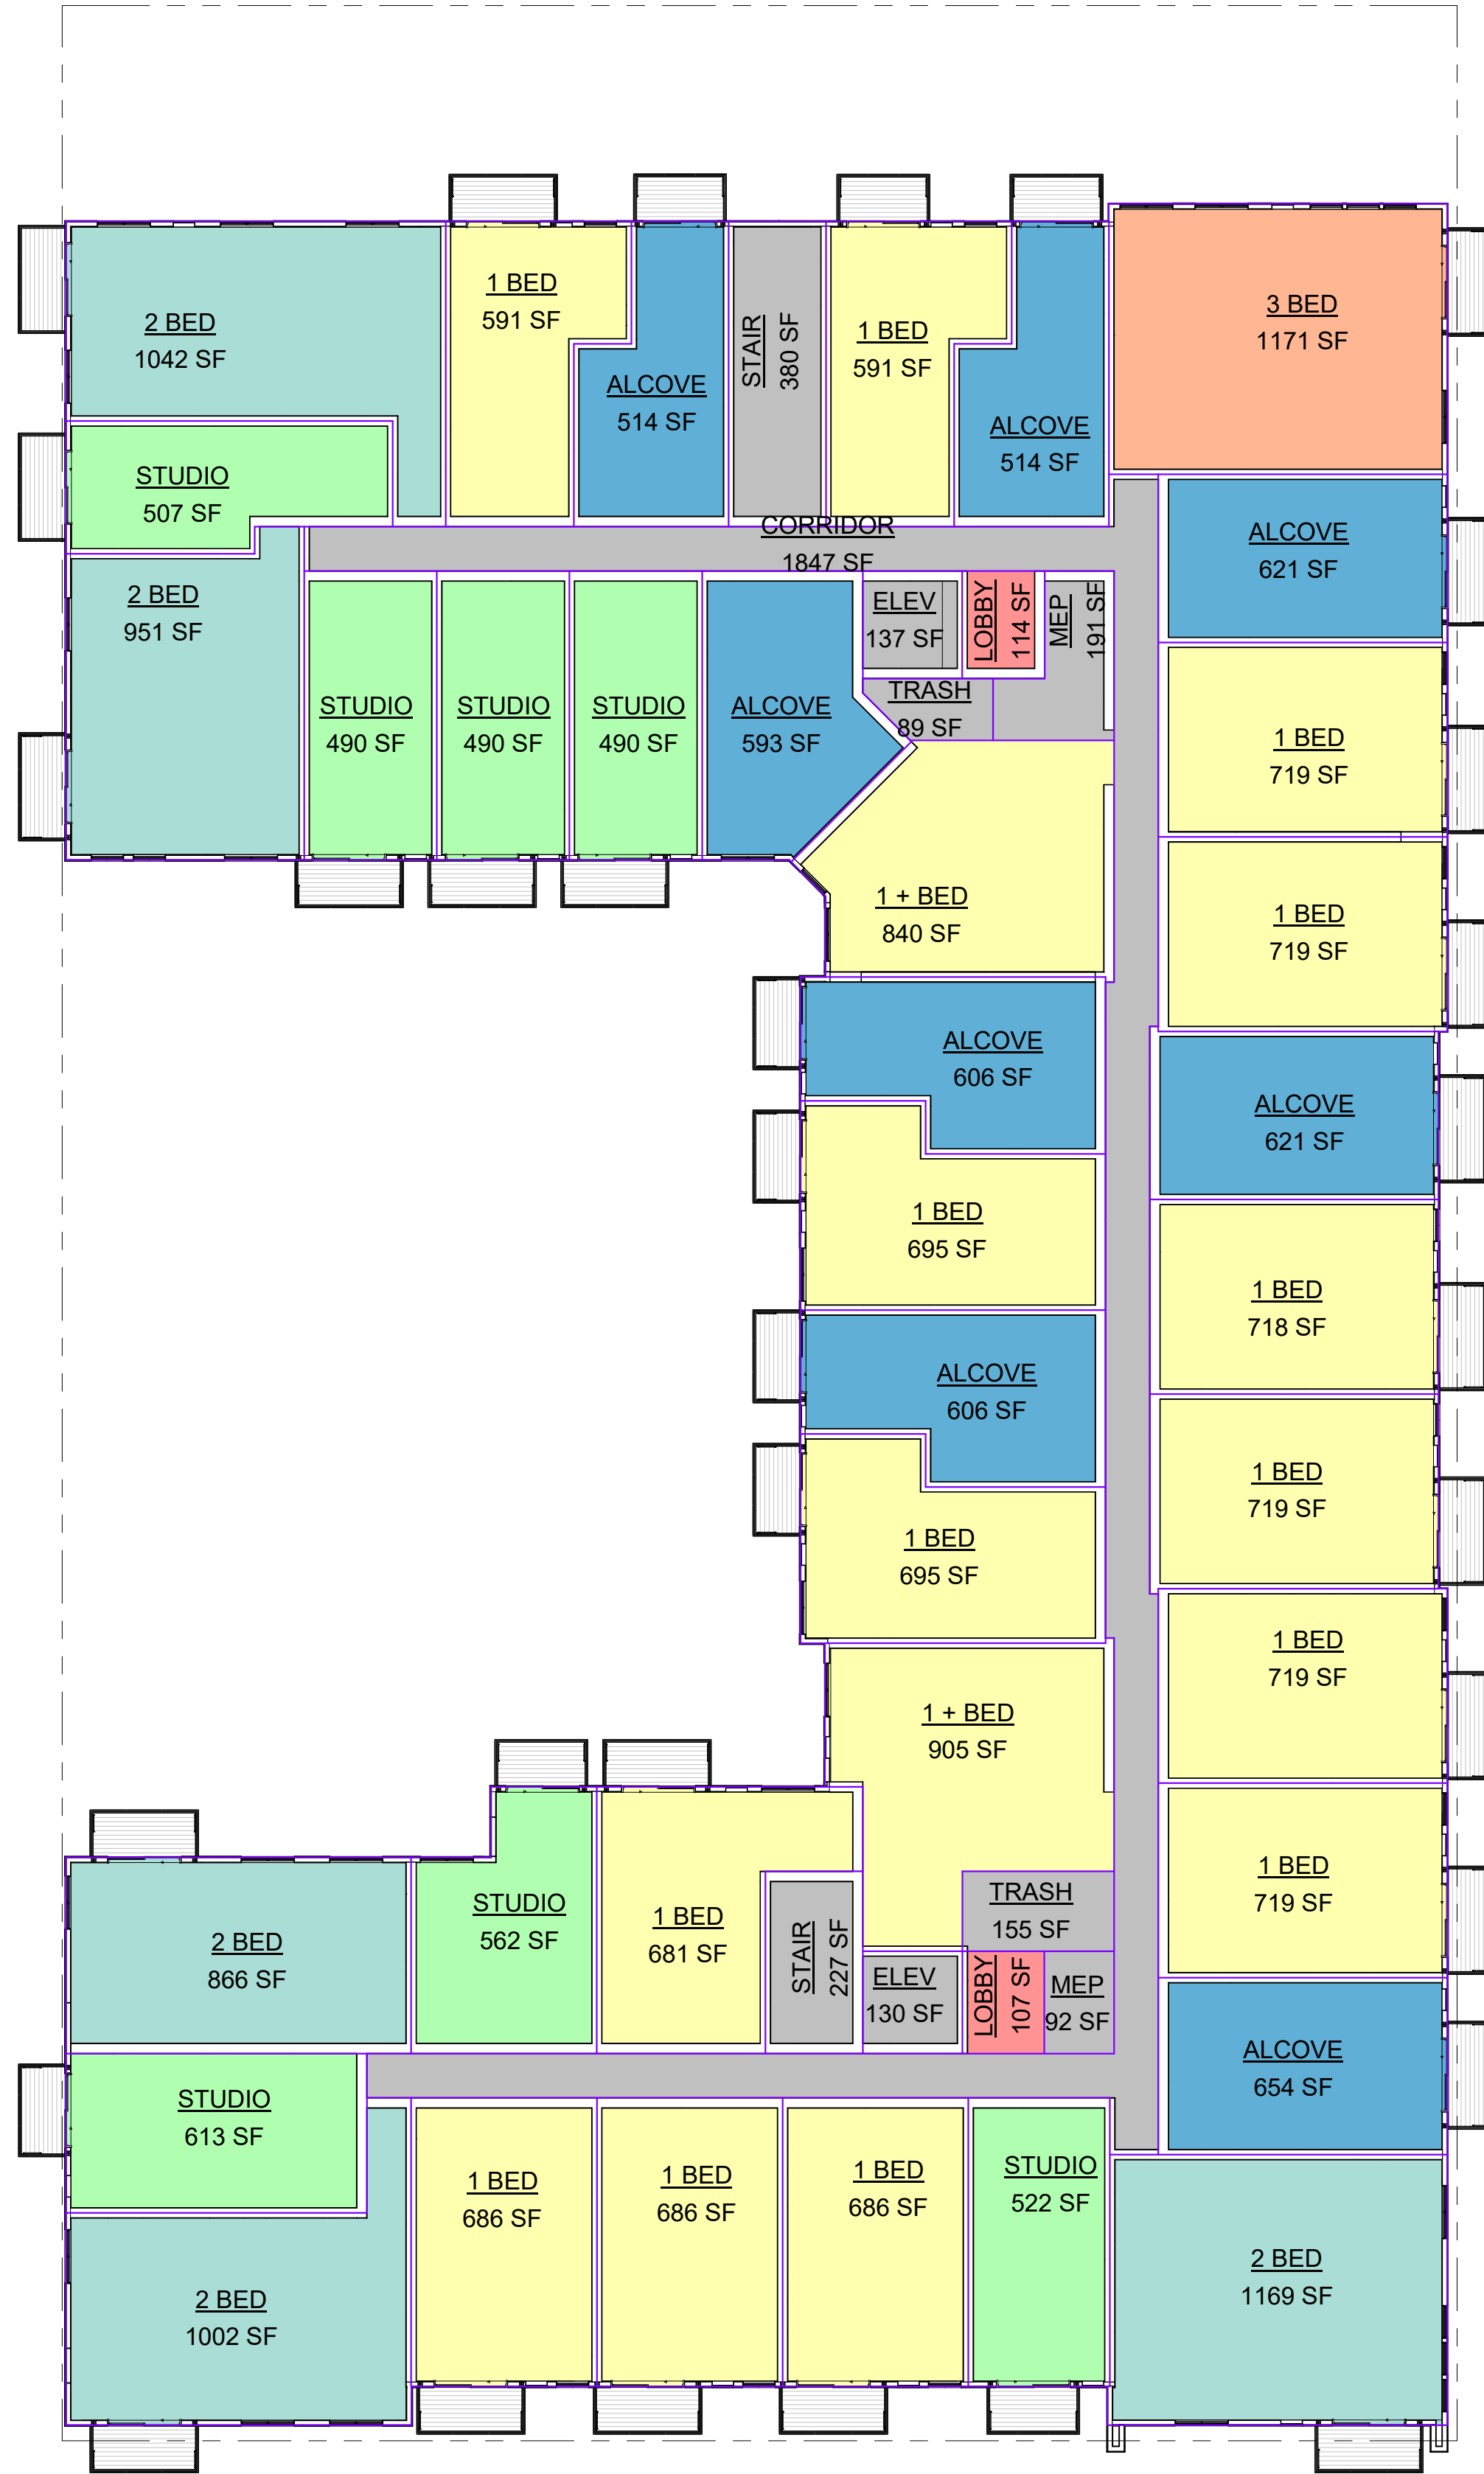 2 BED
1042 SF
1 BED
591 SF
ALCOVE
514 SF
STAIR
380 SF
1 BED
591 SF
ALCOVE
514 SF
3 BED
1171 SF
STUDIO
507 SF
CORRIDOR
1847 SF
ALCOVE
621 SF
2 BED
951 SF
STUDIO
490 SF
STUDIO
490 SF
STUDIO
490 SF
ALCOVE
593 SF
ELEV
137 SF
LOBBY
114 SF
MEP
191 SF
TRASH
89 SF
1 BED
719 SF
1 + BED
840 SF
1 BED
719 SF
ALCOVE
606 SF
ALCOVE
621 SF
1 BED
695 SF
1 BED
718 SF
ALCOVE
606 SF
1 BED
719 SF
1 BED
695 SF
1 BED
719 SF
1 + BED
905 SF
1 BED
719 SF
2 BED
866 SF
STUDIO
562 SF
1 BED
681 SF
STAIR
227 SF
TRASH
155 SF
ELEV
130 SF
LOBBY
107 SF
MEP
92 SF
ALCOVE
654 SF
STUDIO
613 SF
1 BED
686 SF
1 BED
686 SF
1 BED
686 SF
STUDIO
522 SF
2 BED
1002 SF
2 BED
1169 SF